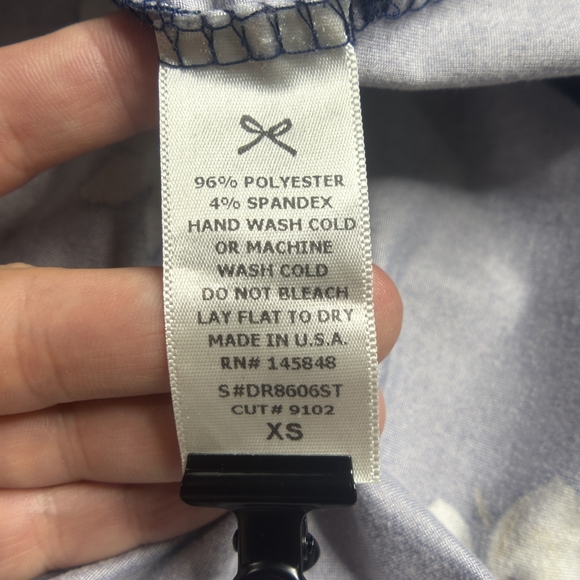 96% POLYESTER
4% SPANDEX
HAND WASH COLD
OR MACHINE
WASH COLD
DO NOT BLEACH
LAY FLAT TO DRY
MADE IN U.S.A.
RN# 145848
S#DR8606ST
CUT# 9102
XS